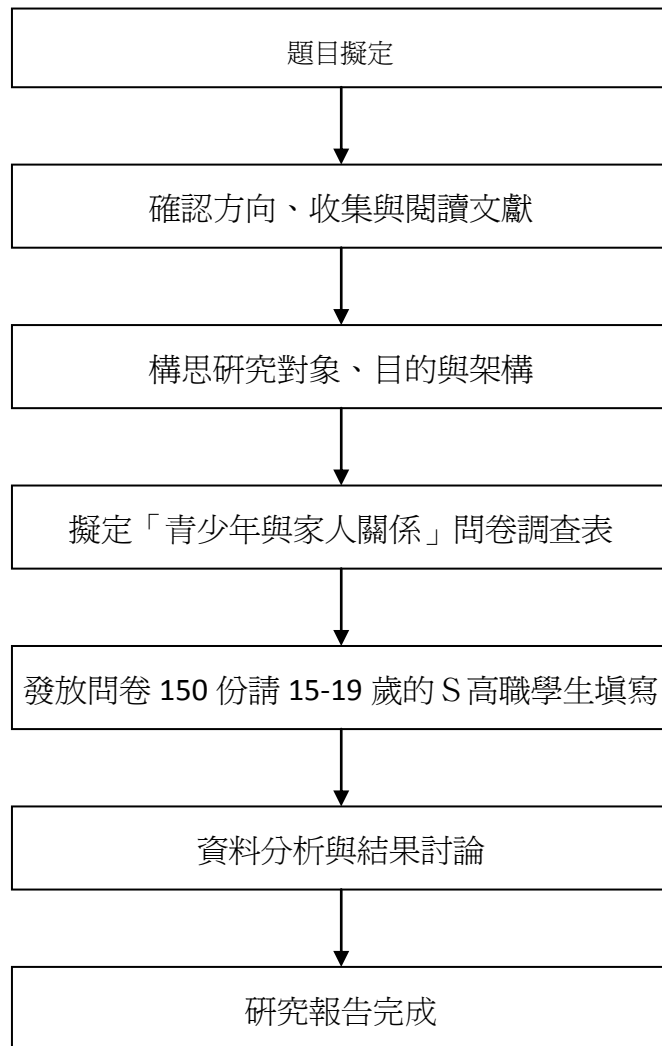 題目擬定
確認方向、收集與閱讀文獻
構思研究對象、目的與架構
擬定「青少年與家人關係」問卷調查表
發放問卷 150 份請 15-19 歲的Ｓ高職學生填寫
資料分析與結果討論
研究報告完成